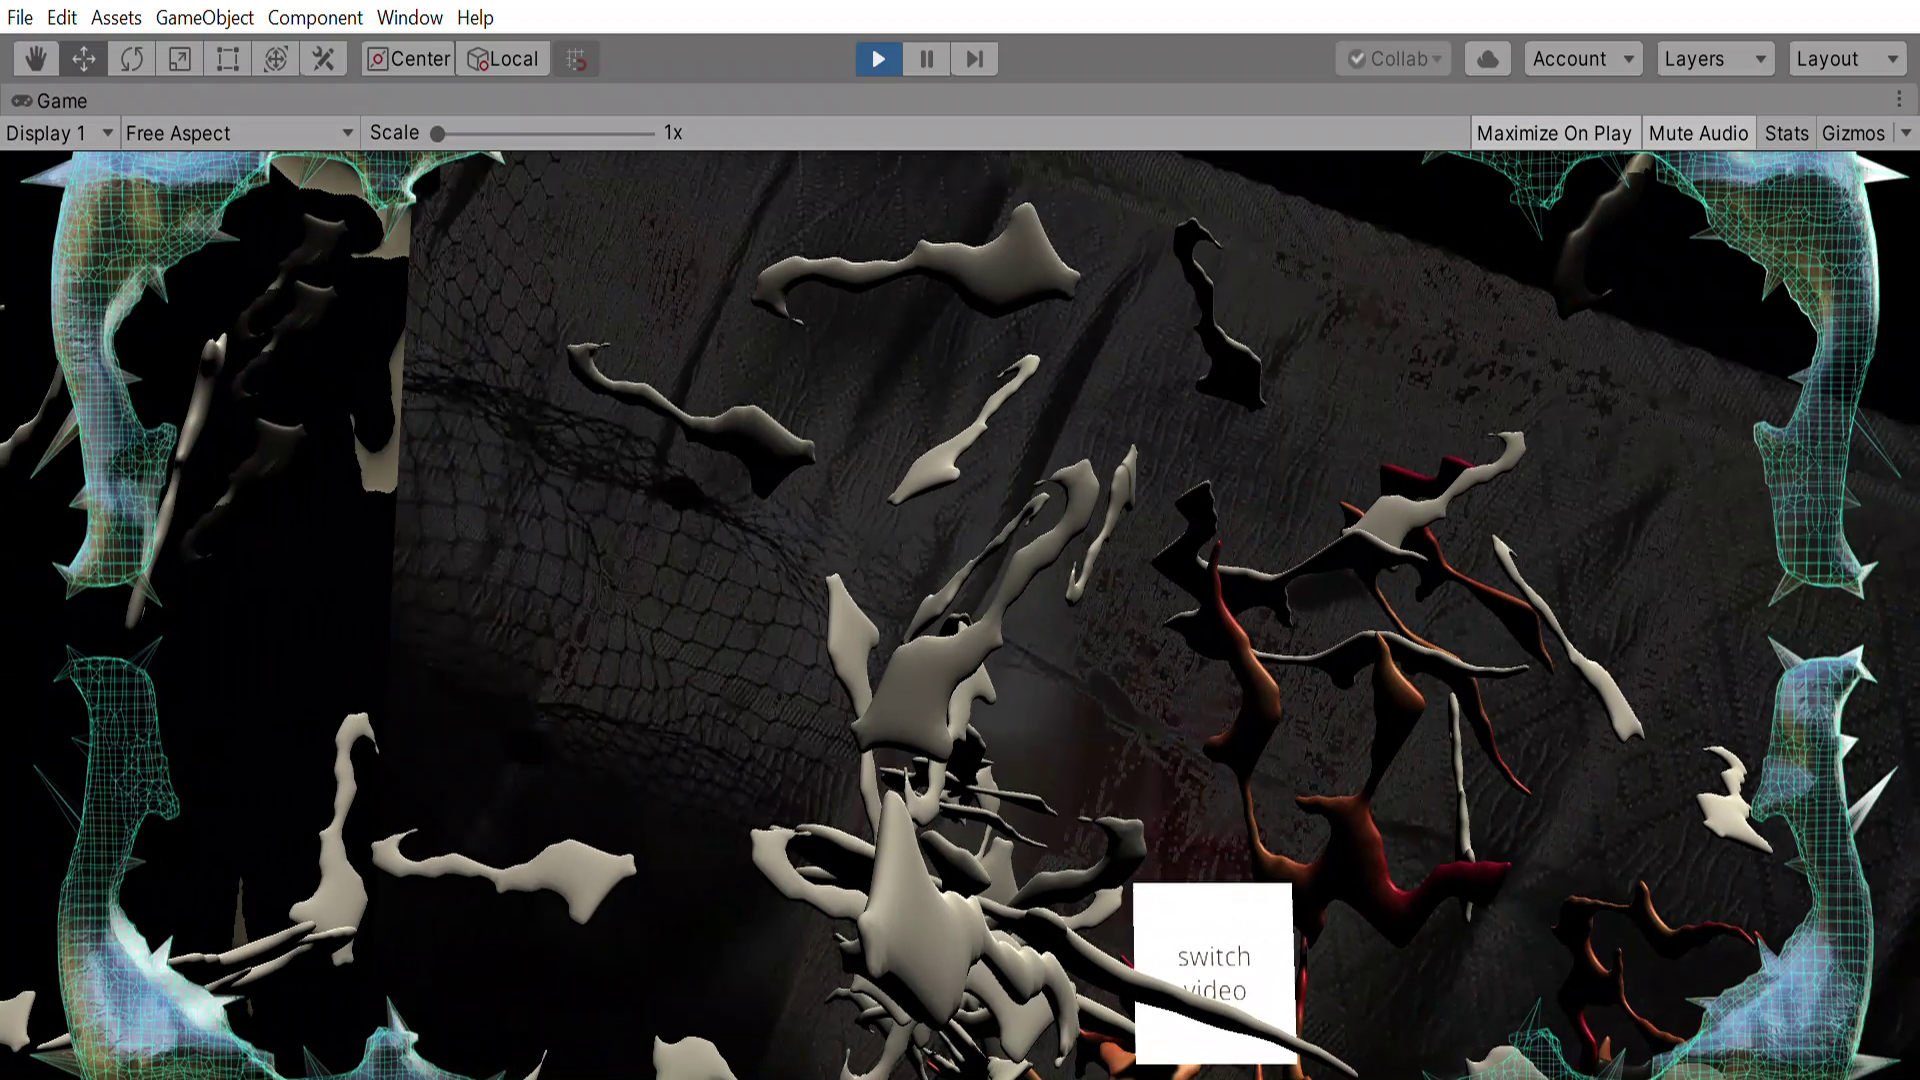 File Edit Assets GameObject Component Window Help
Center Local Collab Account Layers Layout
Game
Display 1 Free Aspect Scale 1x Maximize On Play Mute Audio Stats Gizmos
switch
video